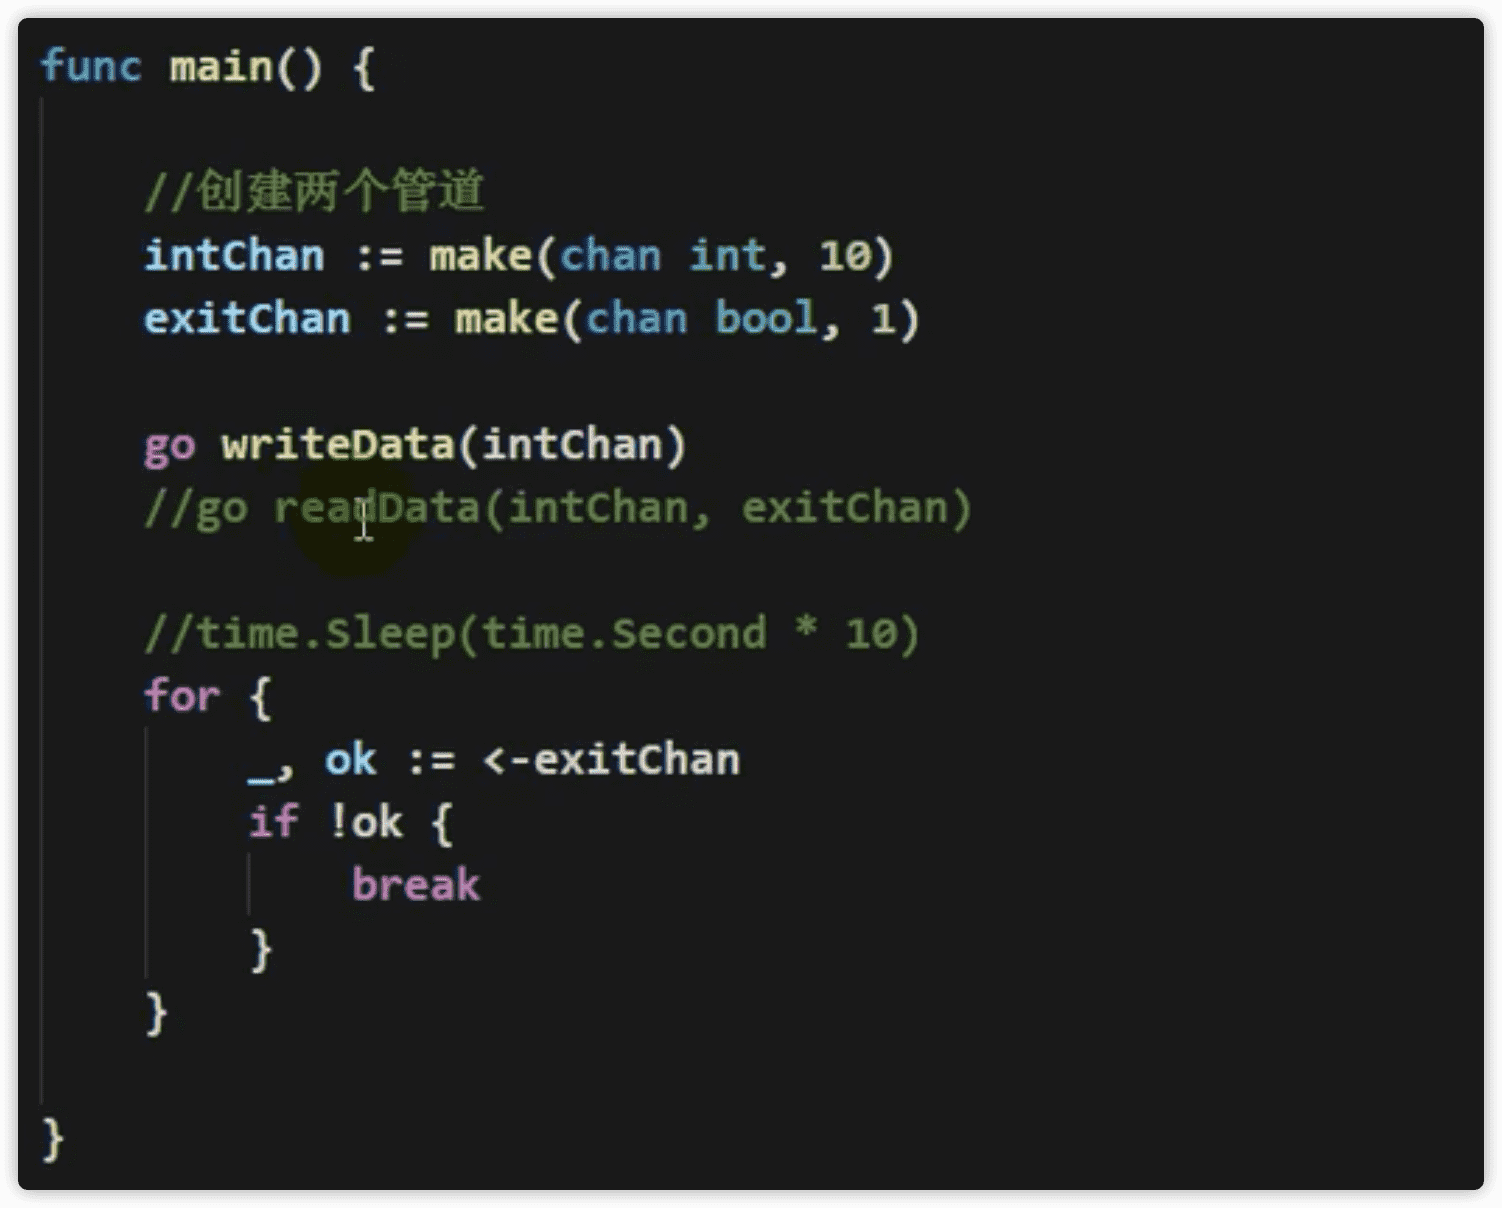 func main() {
//创建两个管道
intChan := make(chan int, 10)
exitChan := make(chan bool, 1)
go writeData(intChan)
//go readData(intChan, exitChan)
//time.Sleep(time.Second * 10)
for {
_, ok := <-exitChan
if !ok {
break
}
}
}